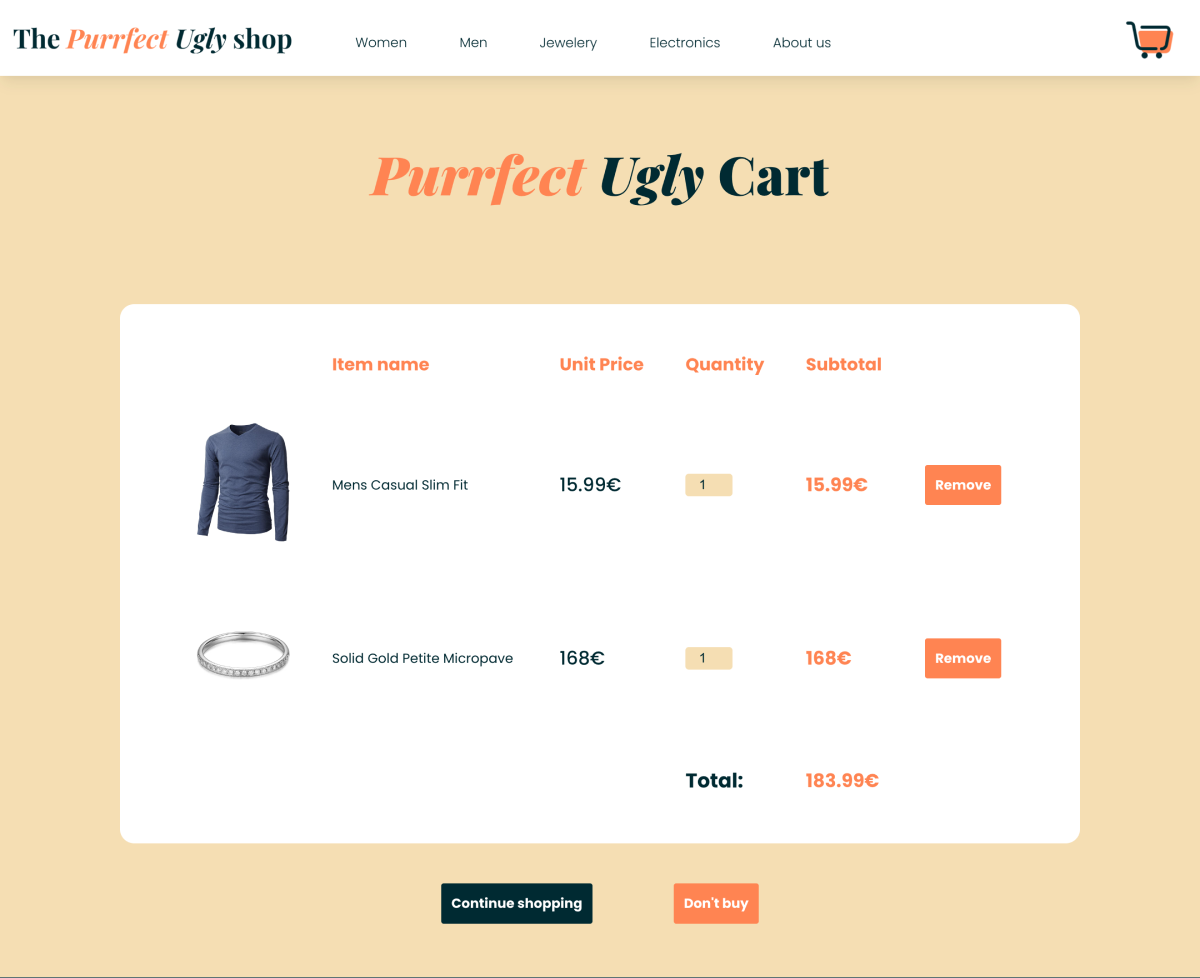 The Purrfect Ugly shop Women Men Jewelery Electronics About us
Purrfect Ugly Cart
Item name Unit Price Quantity Subtotal
Mens Casual Slim Fit 15.99€ 1 15.99€ Remove
Solid Gold Petite Micropave 168€ 1 168€ Remove
Total: 183.99€
Continue shopping Don't buy